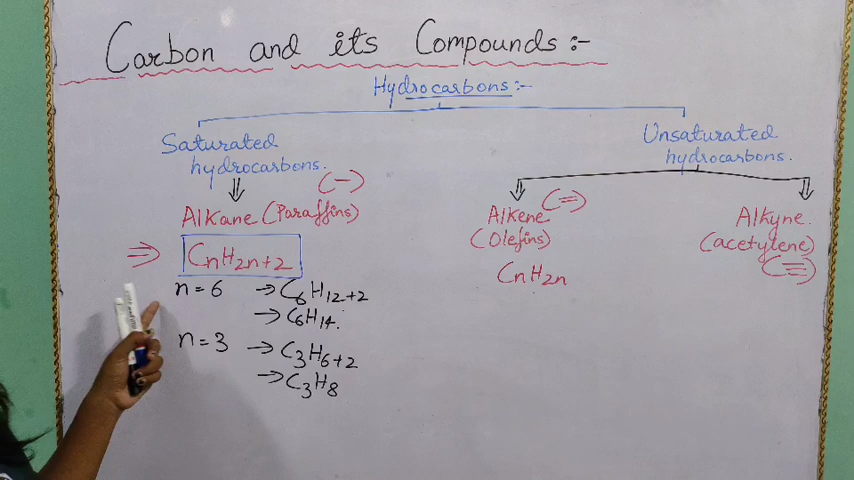 Carbon and its Compounds:-
Hydrocarbons:-
Saturated
hydrocarbons.
(-)
Alkane (Paraffins)
⇒ CnH2n+2
n = 6 → C6H12+2
→ C6H14.
n = 3 → C3H6+2
→ C3H8
Unsaturated
hydrocarbons.
Alkene (=)
(Olefins)
CnH2n
Alkyne.
(acetylene)
(≡)